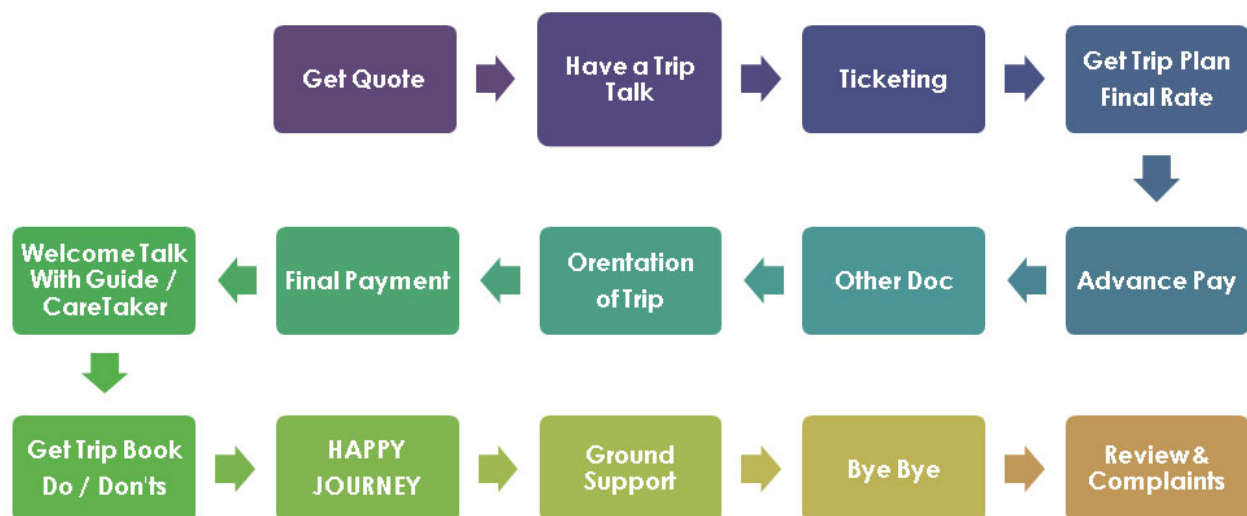 Get Quote
Have a Trip
Talk
Ticketing
Get Trip Plan
Final Rate
Advance Pay
Other Doc
Orentation
of Trip
Final Payment
Welcome Talk
With Guide /
CareTaker
Get Trip Book
Do / Don'ts
HAPPY
JOURNEY
Ground
Support
Bye Bye
Review &
Complaints